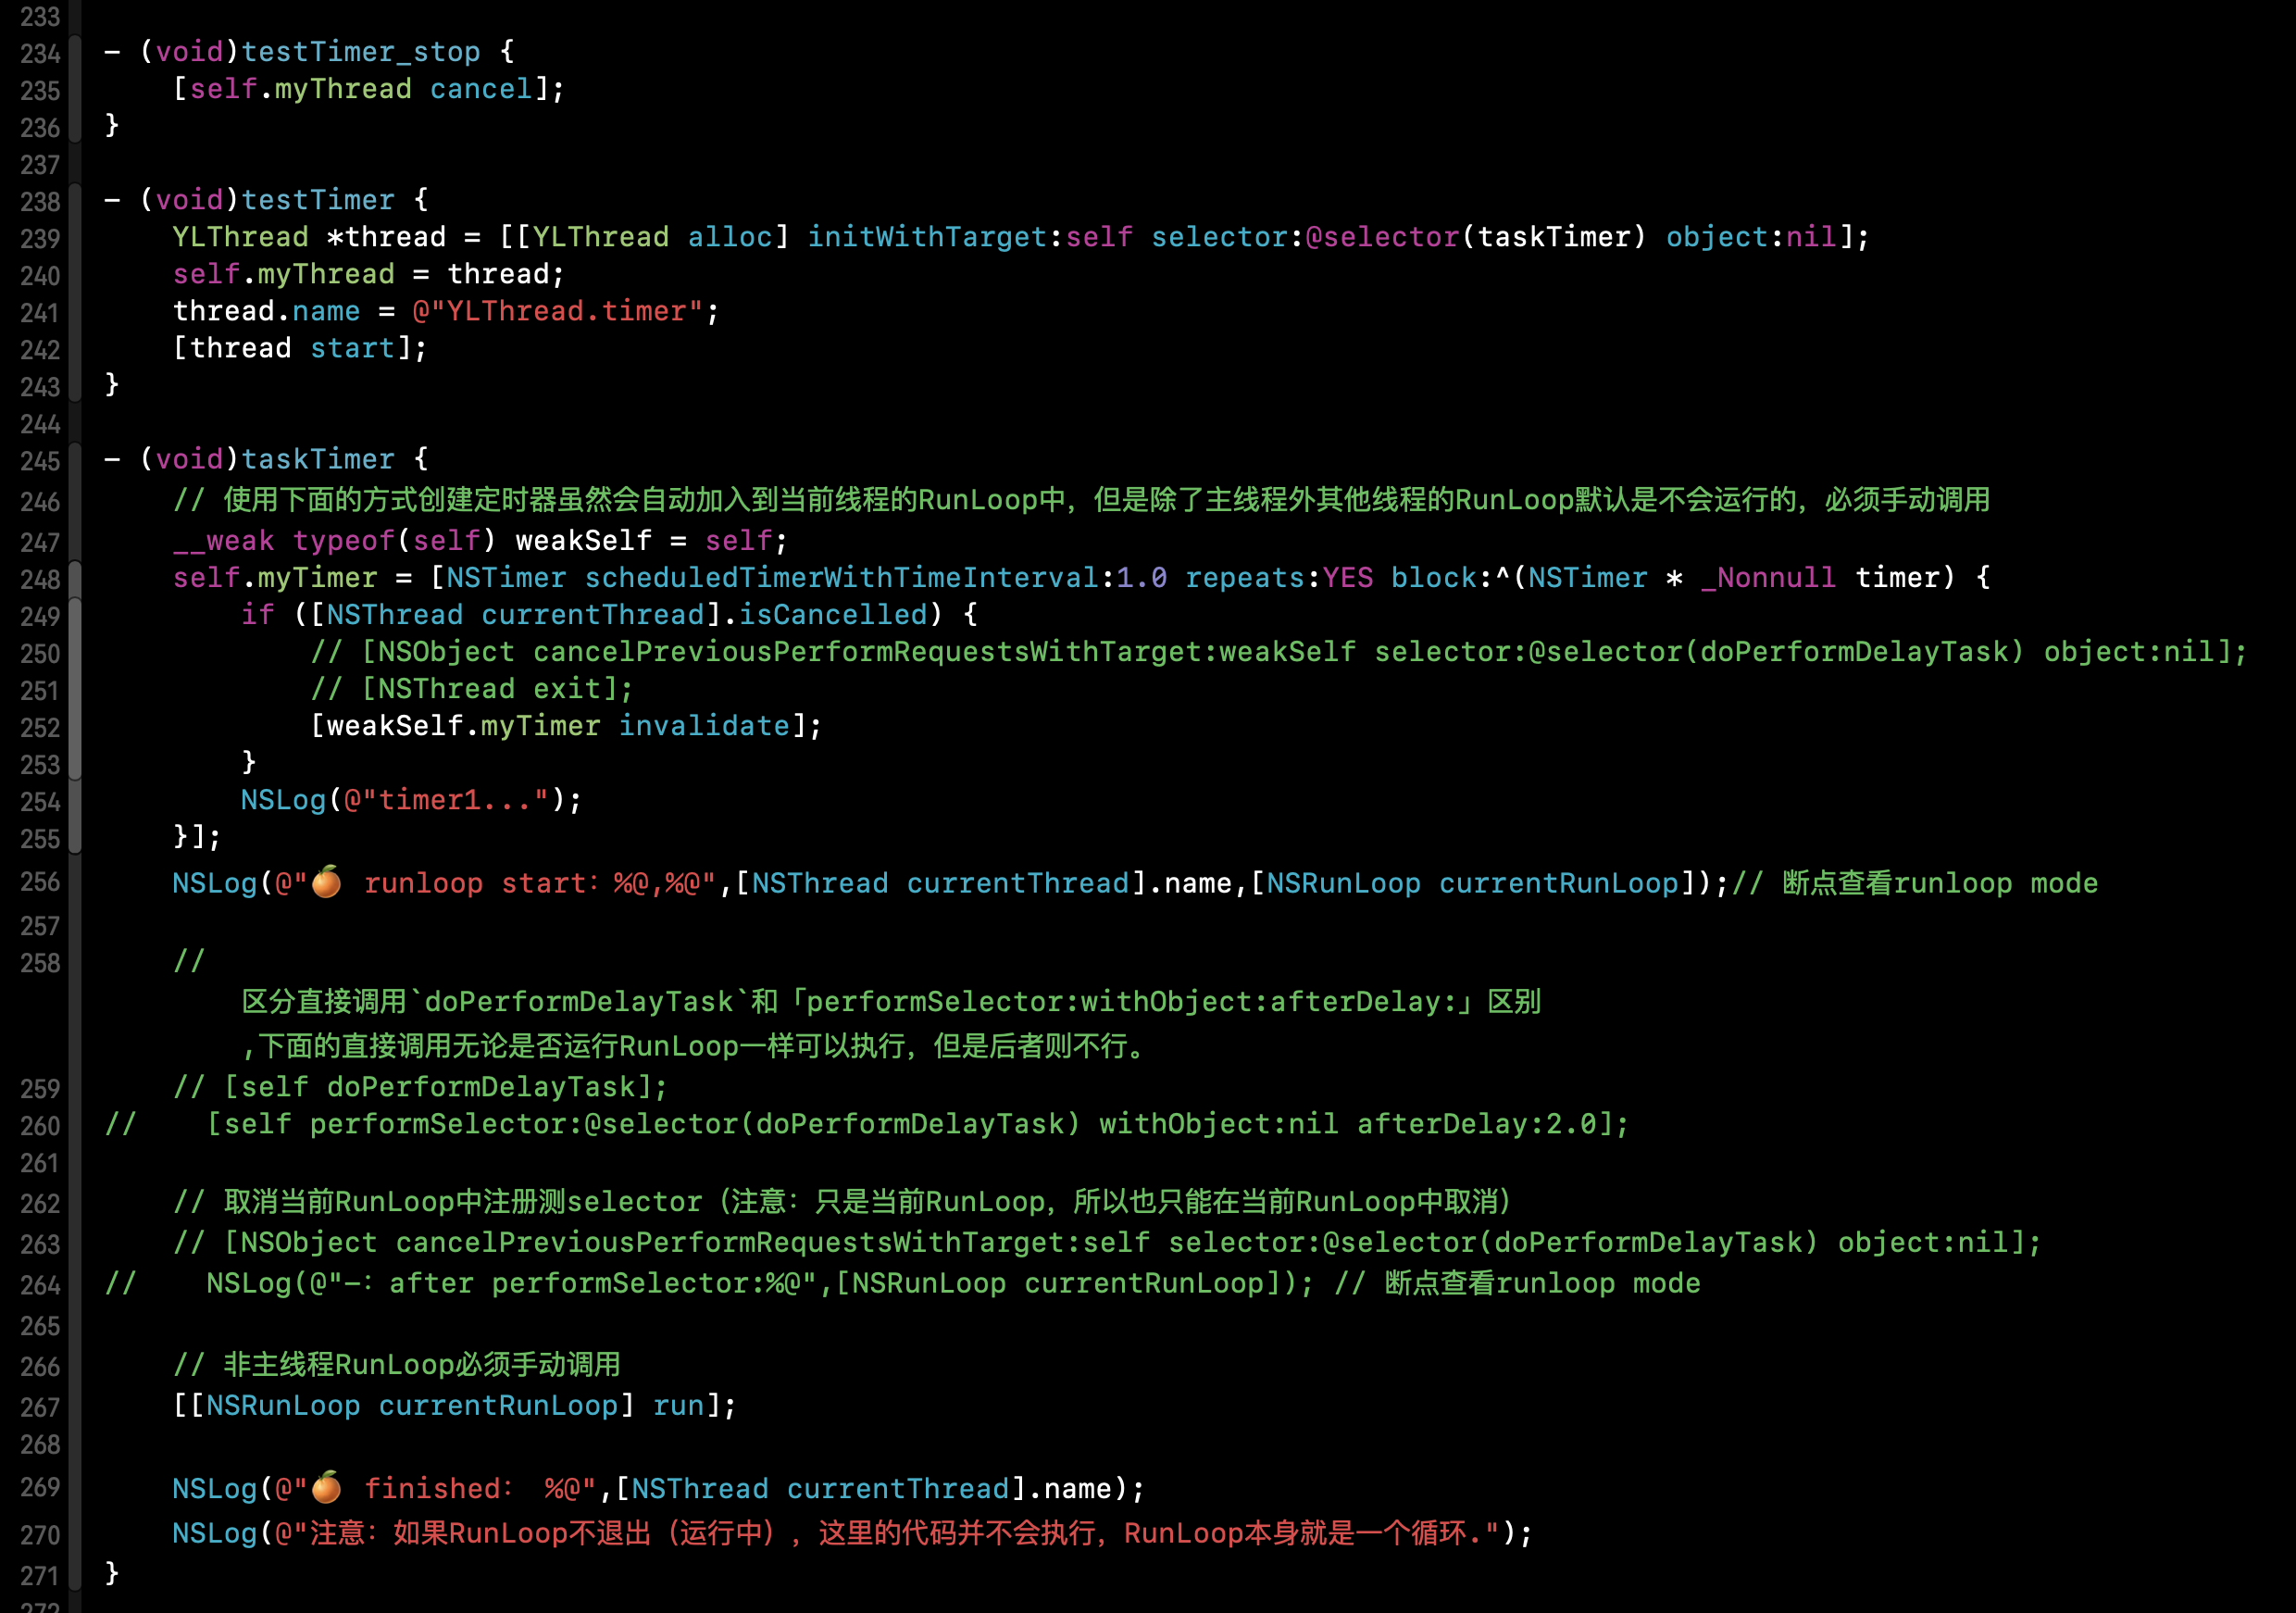 233
234 - (void)testTimer_stop {
235     [self.myThread cancel];
236 }
237
238 - (void)testTimer {
239     YLThread *thread = [[YLThread alloc] initWithTarget:self selector:@selector(taskTimer) object:nil];
240     self.myThread = thread;
241     thread.name = @"YLThread.timer";
242     [thread start];
243 }
244
245 - (void)taskTimer {
246     // 使用下面的方式创建定时器虽然会自动加入到当前线程的RunLoop中，但是除了主线程外其他线程的RunLoop默认是不会运行的，必须手动调用
247     __weak typeof(self) weakSelf = self;
248     self.myTimer = [NSTimer scheduledTimerWithTimeInterval:1.0 repeats:YES block:^(NSTimer * _Nonnull timer) {
249         if ([NSThread currentThread].isCancelled) {
250             // [NSObject cancelPreviousPerformRequestsWithTarget:weakSelf selector:@selector(doPerformDelayTask) object:nil];
251             // [NSThread exit];
252             [weakSelf.myTimer invalidate];
253         }
254         NSLog(@"timer1...");
255     }];
256     NSLog(@"🍊 runloop start：%@,%@",[NSThread currentThread].name,[NSRunLoop currentRunLoop]);// 断点查看runloop mode
257
258     //
        区分直接调用`doPerformDelayTask`和「performSelector:withObject:afterDelay:」区别
        ,下面的直接调用无论是否运行RunLoop一样可以执行，但是后者则不行。
259     // [self doPerformDelayTask];
260 //    [self performSelector:@selector(doPerformDelayTask) withObject:nil afterDelay:2.0];
261
262     // 取消当前RunLoop中注册测selector（注意：只是当前RunLoop，所以也只能在当前RunLoop中取消）
263     // [NSObject cancelPreviousPerformRequestsWithTarget:self selector:@selector(doPerformDelayTask) object:nil];
264 //    NSLog(@"-：after performSelector:%@",[NSRunLoop currentRunLoop]); // 断点查看runloop mode
265
266     // 非主线程RunLoop必须手动调用
267     [[NSRunLoop currentRunLoop] run];
268
269     NSLog(@"🍊 finished： %@",[NSThread currentThread].name);
270     NSLog(@"注意：如果RunLoop不退出（运行中），这里的代码并不会执行，RunLoop本身就是一个循环.");
271 }
272